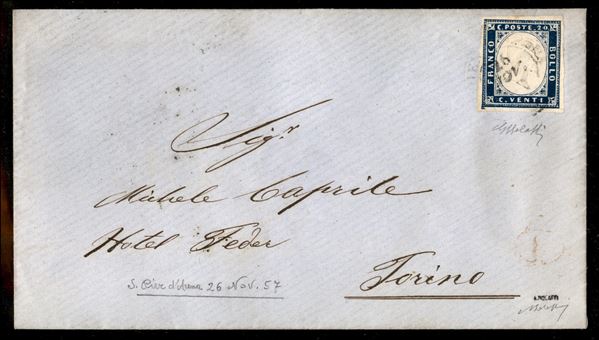 C. POSTE. 20
FRANCO
BOLLO
C. VENTI
Sig.r
Michele Caprile
Hotel Feder
Torino
S. Pier d'Arena 26 Nov. 57